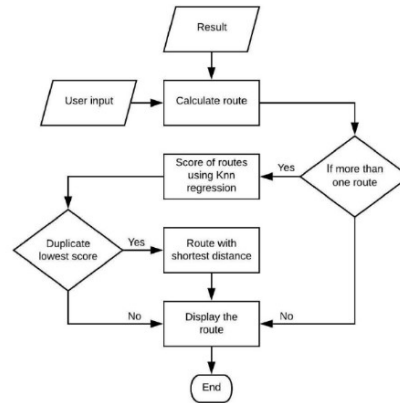 Result
User input
Calculate route
Score of routes
using Knn
regression
Yes
If more than
one route
Duplicate
lowest score
Yes
Route with
shortest distance
No
Display the
route
No
End